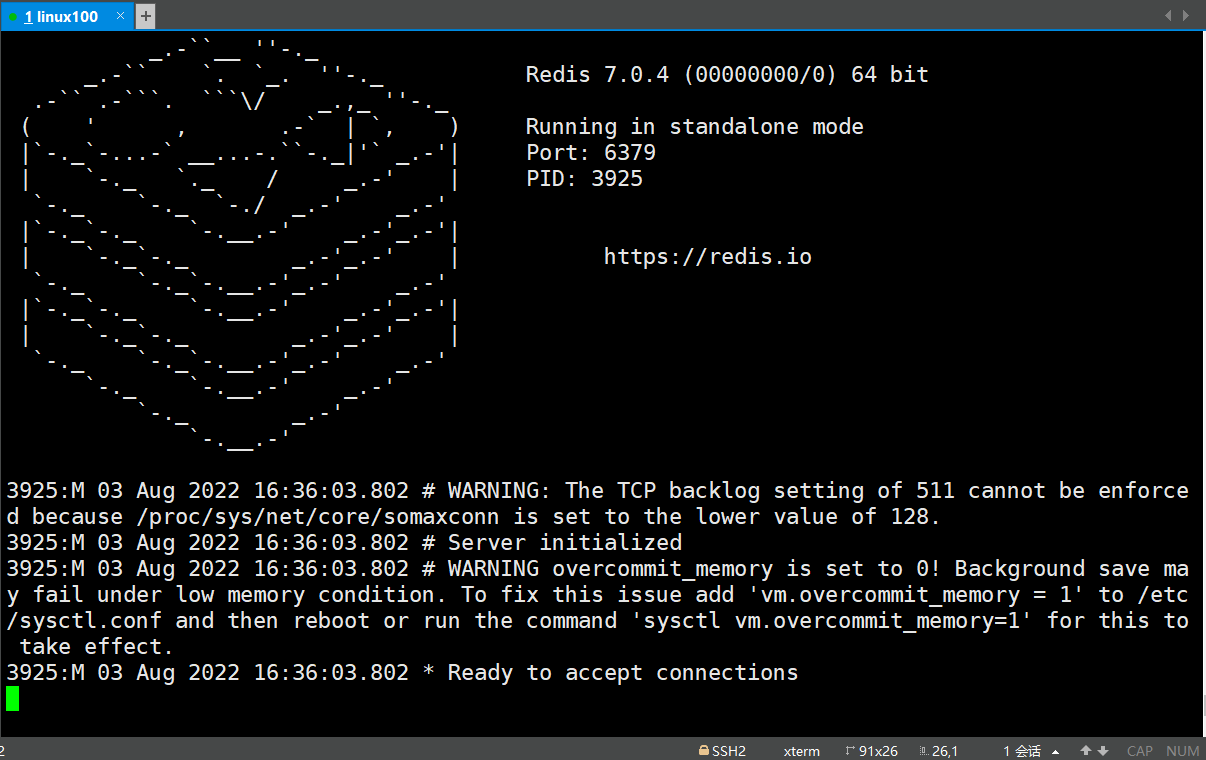 1 linux100
Redis 7.0.4 (00000000/0) 64 bit
Running in standalone mode
Port: 6379
PID: 3925
https://redis.io
3925:M 03 Aug 2022 16:36:03.802 # WARNING: The TCP backlog setting of 511 cannot be enforce
d because /proc/sys/net/core/somaxconn is set to the lower value of 128.
3925:M 03 Aug 2022 16:36:03.802 # Server initialized
3925:M 03 Aug 2022 16:36:03.802 # WARNING overcommit_memory is set to 0! Background save ma
y fail under low memory condition. To fix this issue add 'vm.overcommit_memory = 1' to /etc
/sysctl.conf and then reboot or run the command 'sysctl vm.overcommit_memory=1' for this to
take effect.
3925:M 03 Aug 2022 16:36:03.802 * Ready to accept connections
2 SSH2 xterm 91x26 26,1 1 会话 CAP NUM